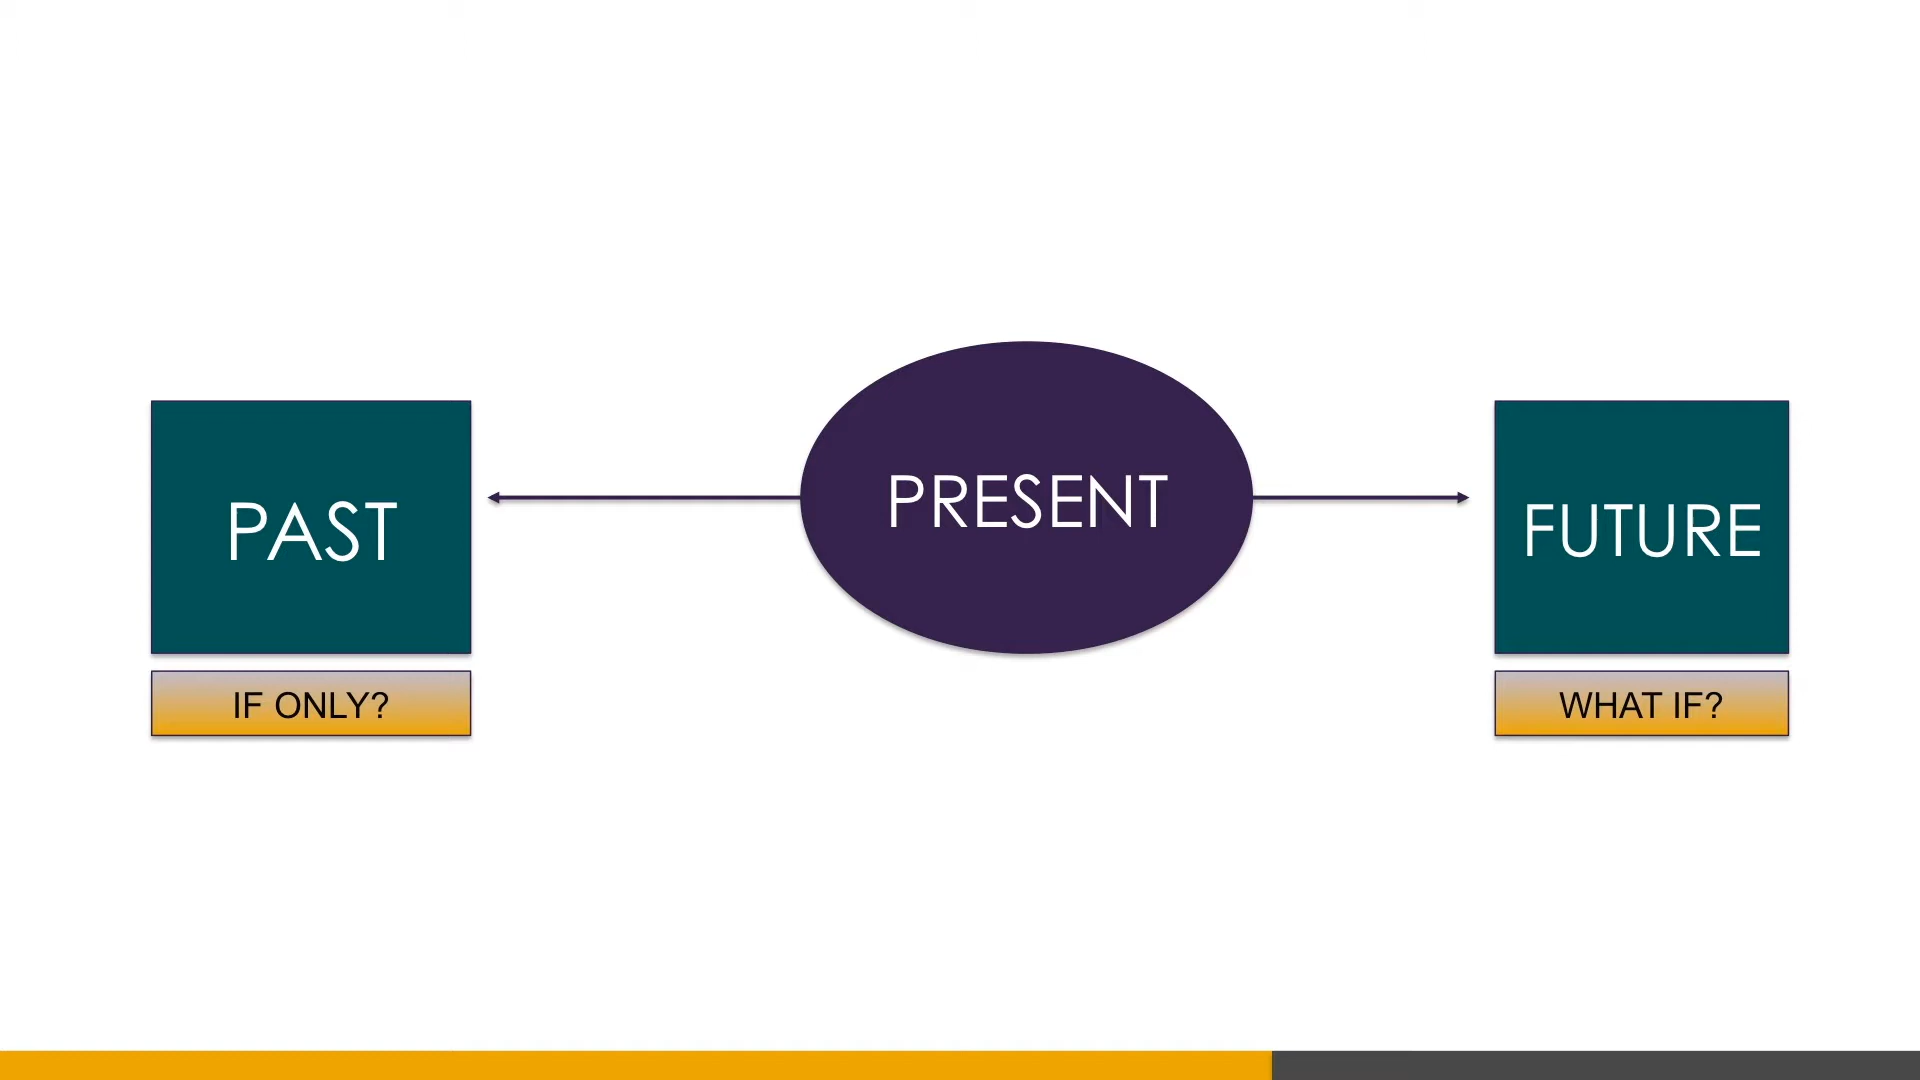 PAST
PRESENT
FUTURE
IF ONLY?
WHAT IF?